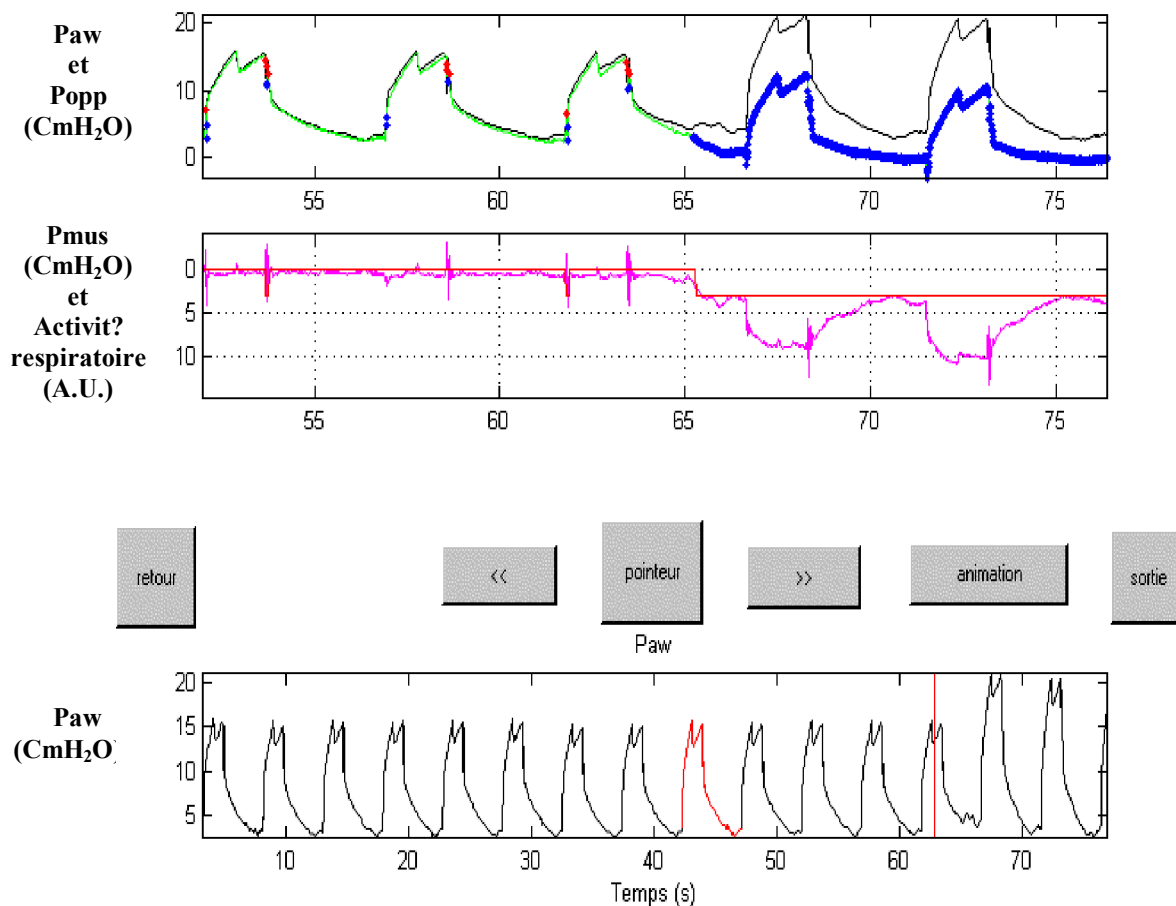 Paw
et
Popp
(CmH2O)
20
10
0
55
60
65
70
75
Pmus
(CmH2O)
et
Activit?
respiratoire
(A.U.)
0
5
10
55
60
65
70
75
retour
<<
pointeur
>>
animation
sortie
Paw
Paw
(CmH2O)
20
15
10
5
10
20
30
40
50
60
70
Temps (s)